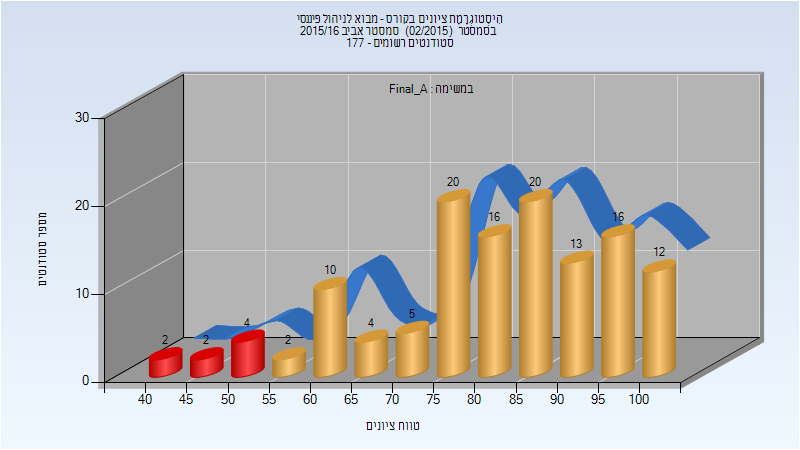 היסטוגרמת ציונים בקורס - מבוא לניהול פיננסי
בסמסטר (02/2015) סמסטר אביב 2015/16
סטודנטים רשומים - 177
במשימה : Final_A
30
20
10
0
מספר סטודנטים
2
2
4
2
10
4
5
20
16
20
13
16
12
40 45 50 55 60 65 70 75 80 85 90 95 100
טווח ציונים